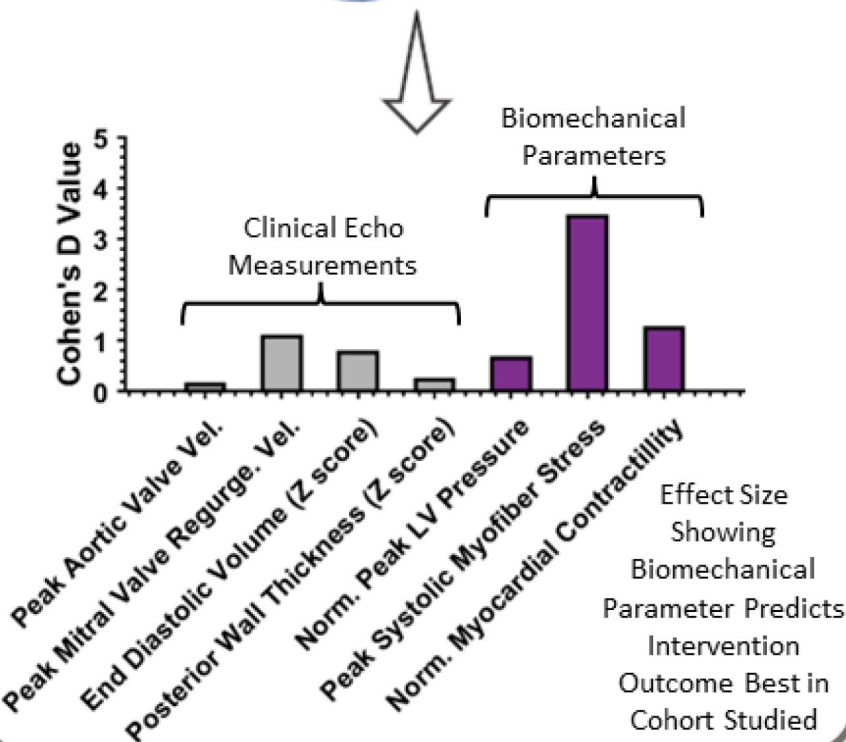 Biomechanical
Parameters
Clinical Echo
Measurements
Cohen's D Value
5
4
3
2
1
0
Peak Aortic Valve Vel.
Peak Mitral Valve Regurge. Vel.
End Diastolic Volume (Z score)
Posterior Wall Thickness (Z score)
Norm. Peak LV Pressure
Peak Systolic Myofiber Stress
Norm. Myocardial Contractillity
Effect Size
Showing
Biomechanical
Parameter Predicts
Intervention
Outcome Best in
Cohort Studied